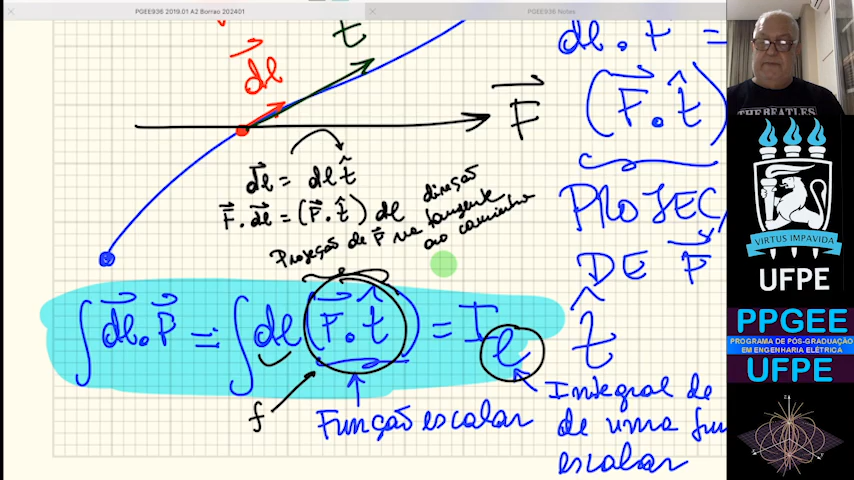 PGEE936 2019.01 A2 Borrao 202401
PGEE936 Notes
t
dl
F
dl . F =
(F . t̂)
PROJEC
DE F
t̂
dl = dl t̂
F . dl = (F . t̂) dl
Projeção de F na direção
tangente
ao caminho
∫ dl . F = ∫ dl (F . t̂) = I l
f
Função escalar
Integral de
de uma fun
escalar
THE BEATLES
VIRTUS IMPAVIDA
UFPE
PPGEE
PROGRAMA DE PÓS-GRADUAÇÃO
EM ENGENHARIA ELÉTRICA
UFPE